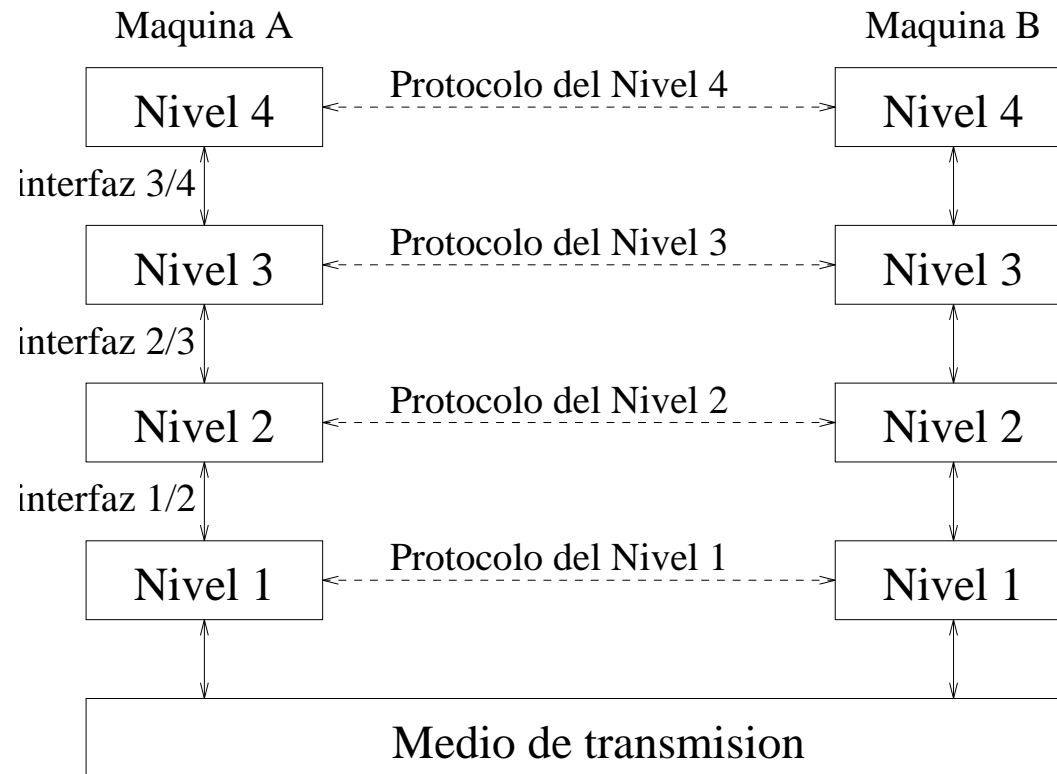 Maquina A
Maquina B
Nivel 4
Protocolo del Nivel 4
Nivel 4
interfaz 3/4
Nivel 3
Protocolo del Nivel 3
Nivel 3
interfaz 2/3
Nivel 2
Protocolo del Nivel 2
Nivel 2
interfaz 1/2
Nivel 1
Protocolo del Nivel 1
Nivel 1
Medio de transmision